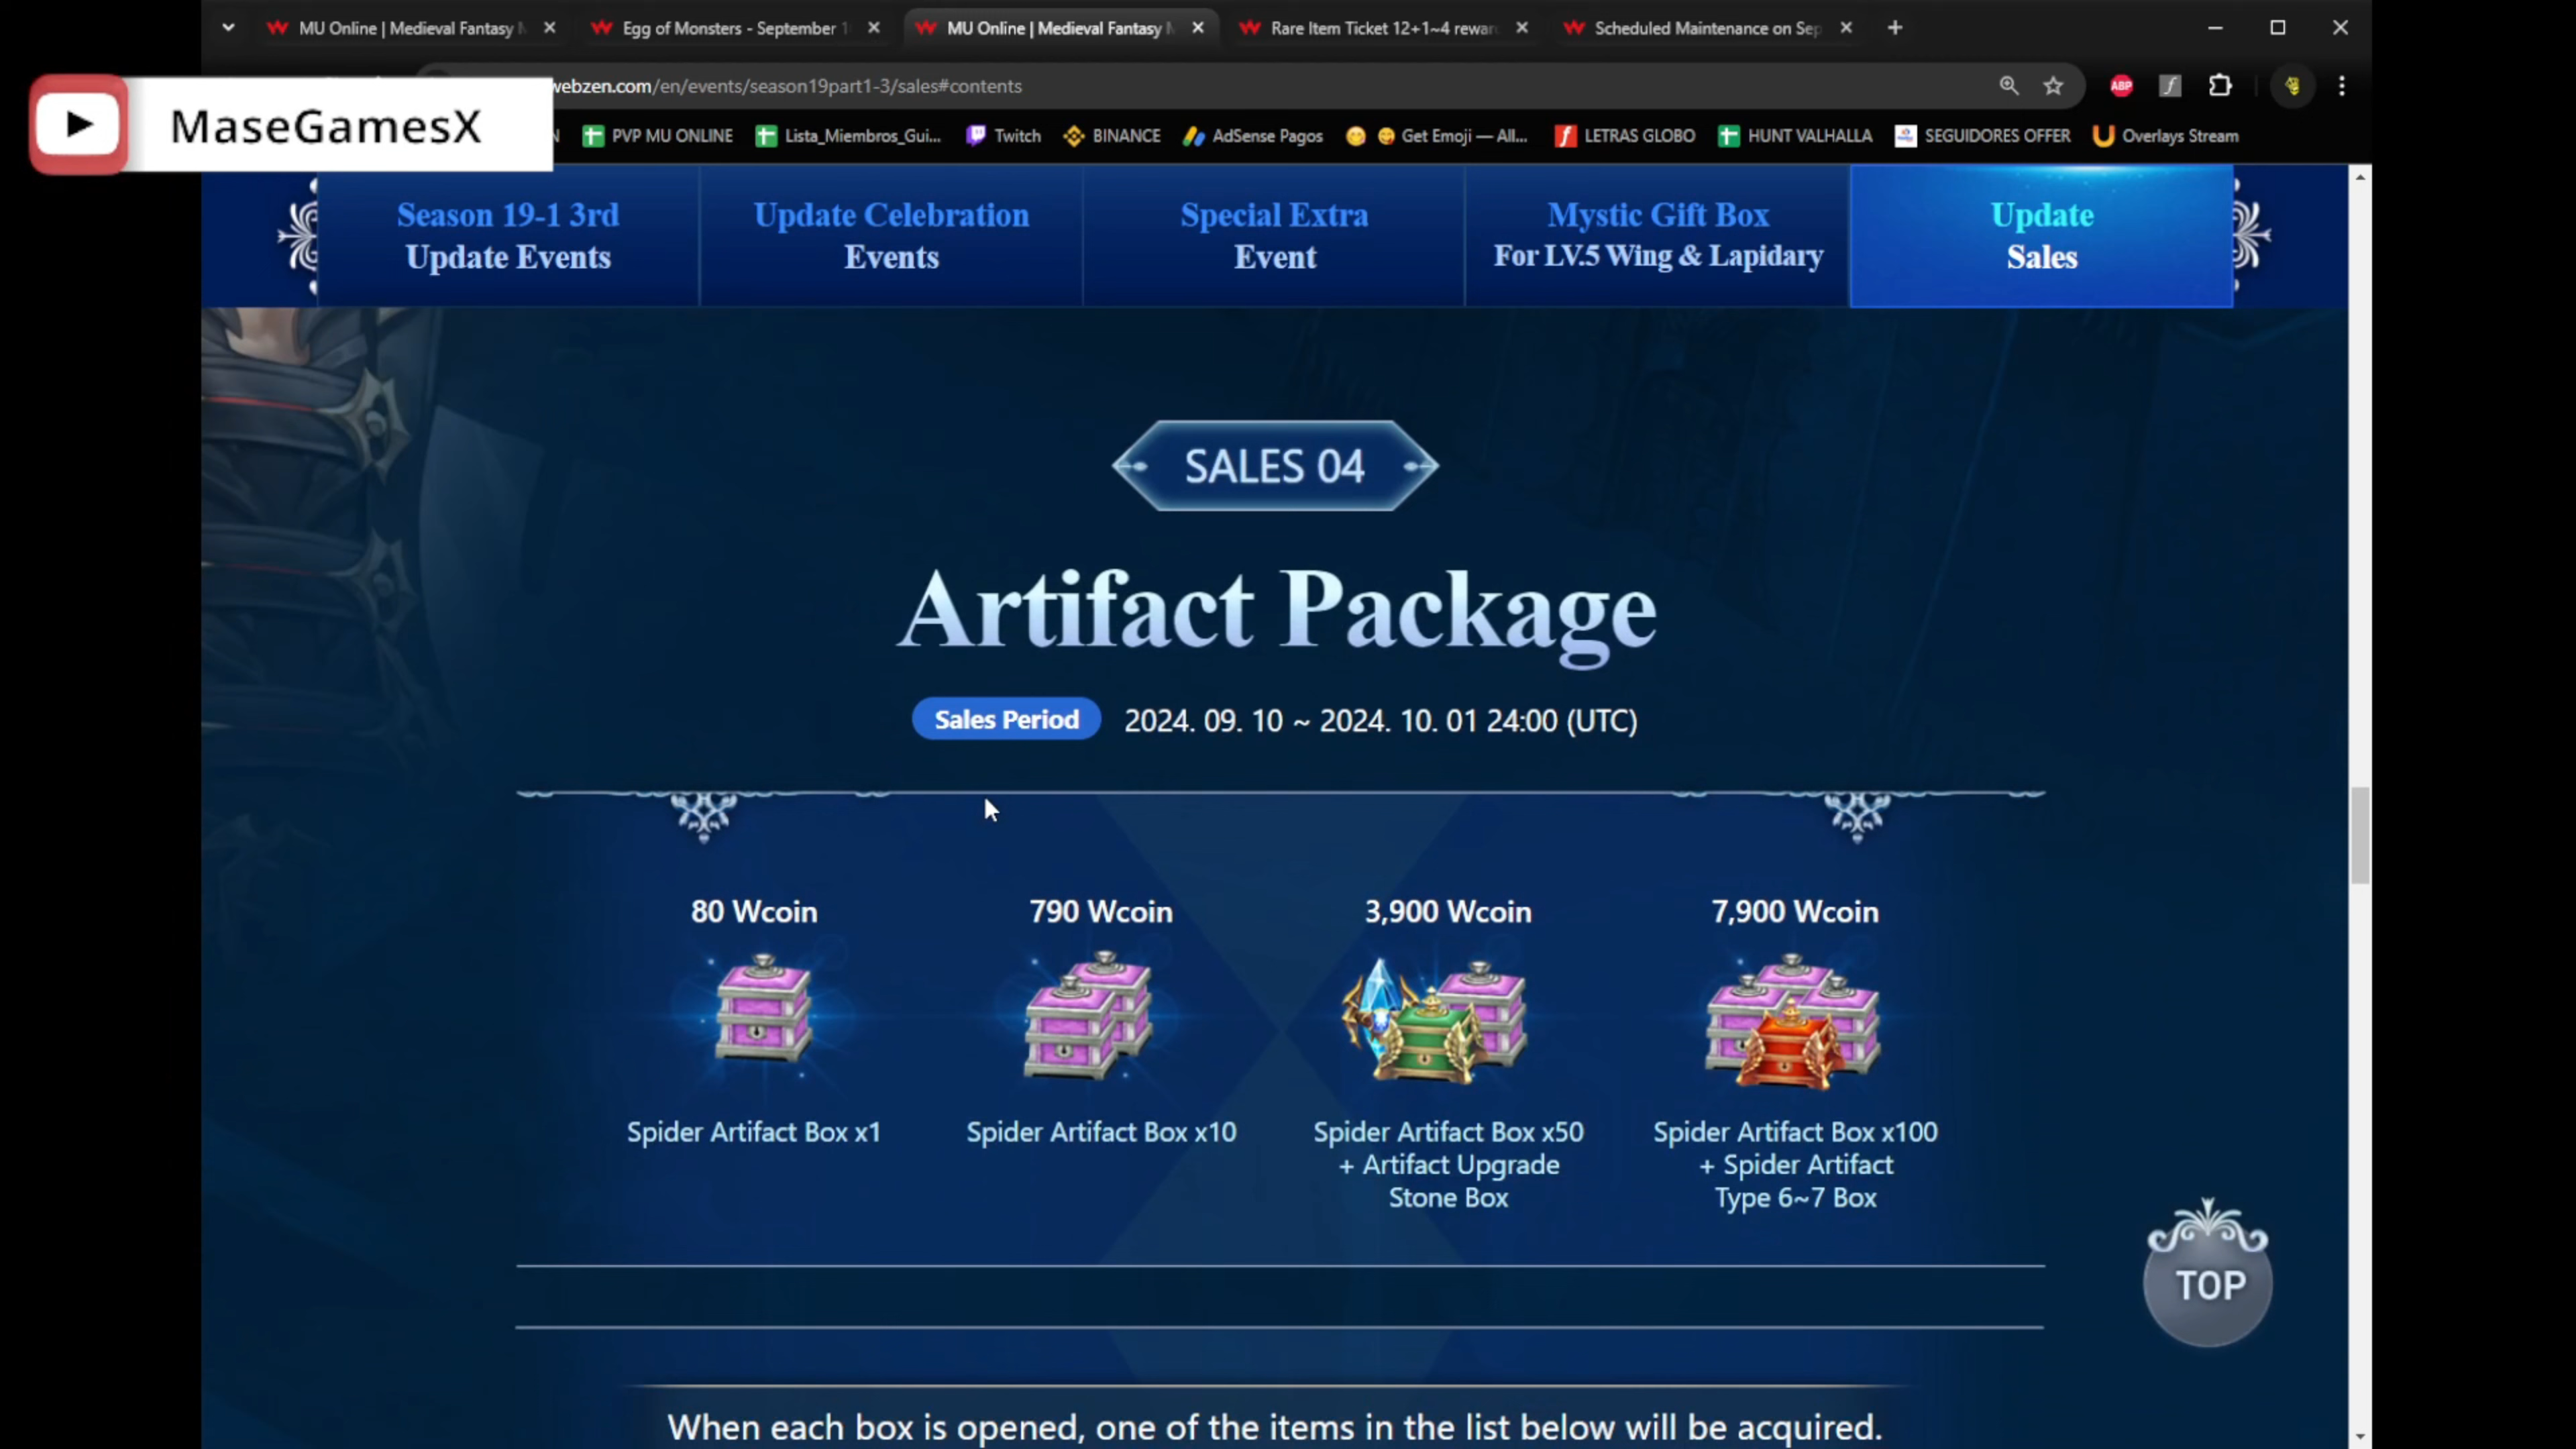 MU Online | Medieval Fantasy
Egg of Monsters - September 1
MU Online | Medieval Fantasy
Rare Item Ticket 12+1~4 rewar
Scheduled Maintenance on Sep
MaseGamesX
webzen.com/en/events/season19part1-3/sales#contents
ABP
PVP MU ONLINE
Lista_Miembros_Gui...
Twitch
BINANCE
AdSense Pagos
Get Emoji — All...
LETRAS GLOBO
HUNT VALHALLA
SEGUIDORES OFFER
Overlays Stream
Season 19-1 3rd
Update Events
Update Celebration
Events
Special Extra
Event
Mystic Gift Box
For LV.5 Wing & Lapidary
Update
Sales
SALES 04
Artifact Package
Sales Period 2024. 09. 10 ~ 2024. 10. 01 24:00 (UTC)
80 Wcoin
Spider Artifact Box x1
790 Wcoin
Spider Artifact Box x10
3,900 Wcoin
Spider Artifact Box x50
+ Artifact Upgrade
Stone Box
7,900 Wcoin
Spider Artifact Box x100
+ Spider Artifact
Type 6~7 Box
TOP
When each box is opened, one of the items in the list below will be acquired.